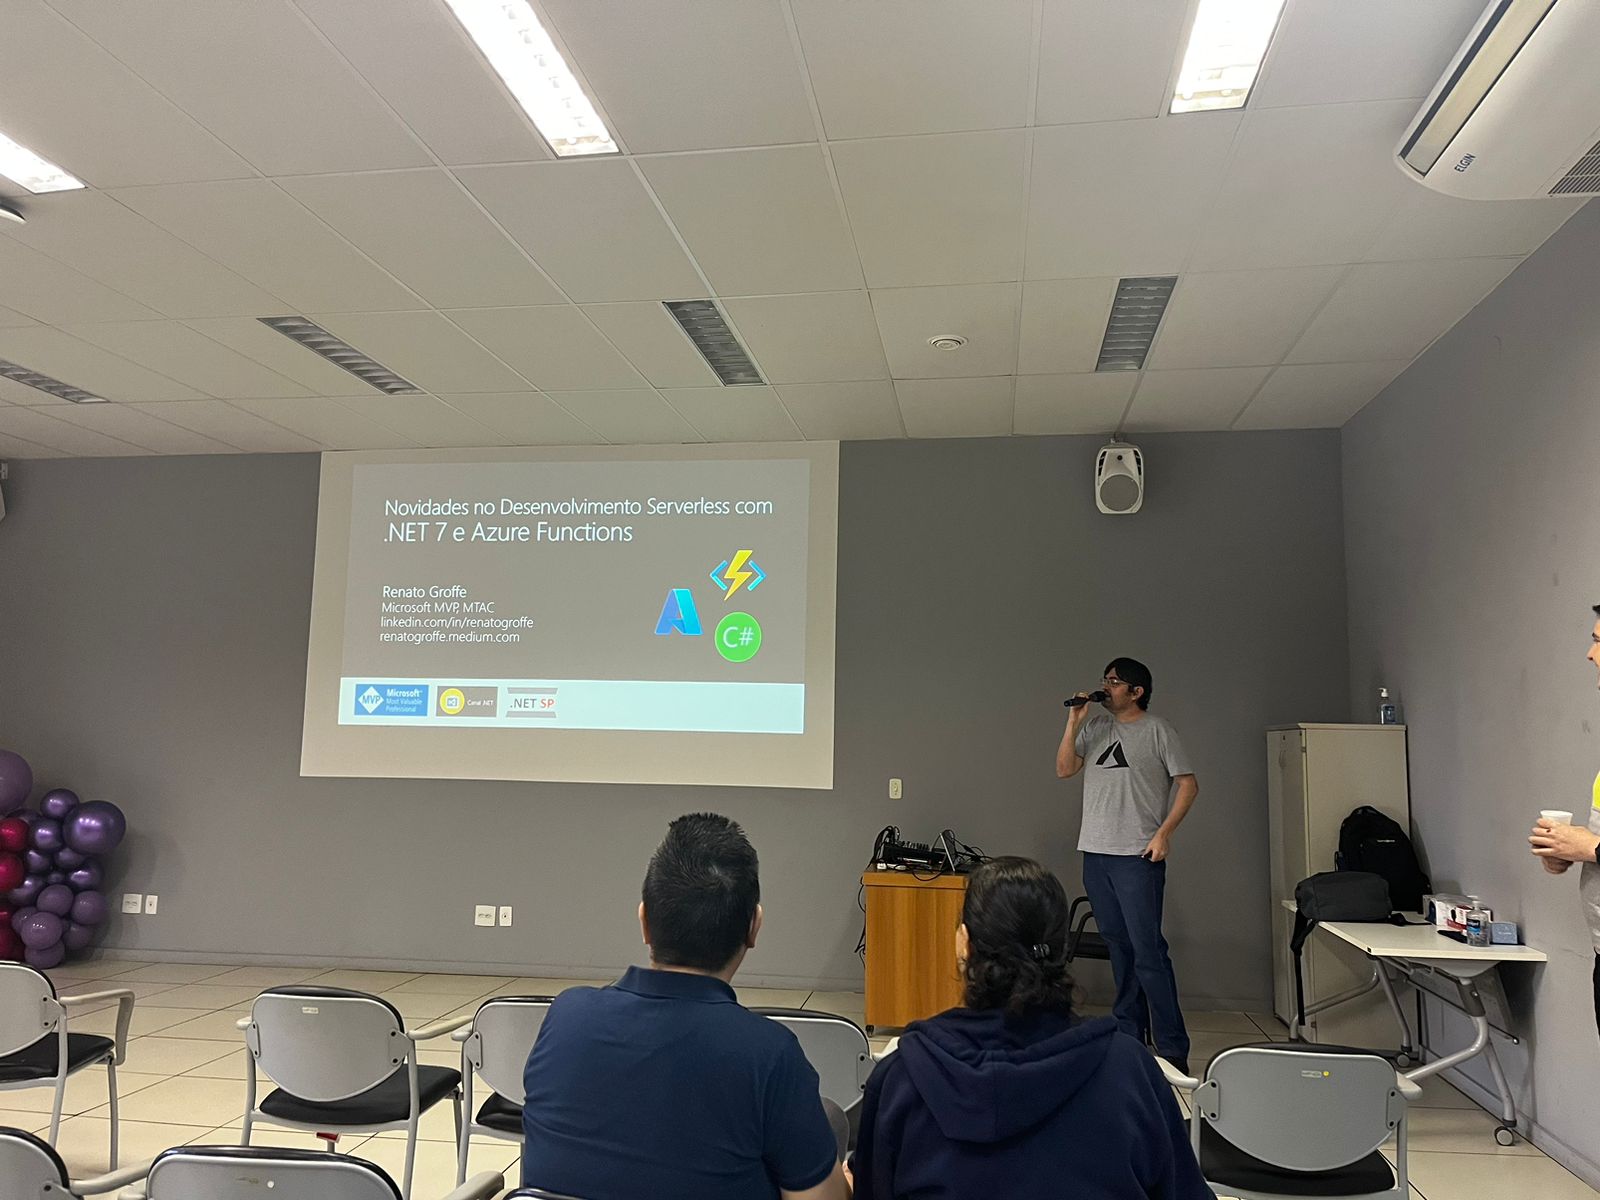 ELGIN
Novidades no Desenvolvimento Serverless com
.NET 7 e Azure Functions
Renato Groffe
Microsoft MVP, MTAC
linkedin.com/in/renatogroffe
renatogroffe.medium.com
C#
MVP
Microsoft
Most Valuable
Professional
Canal .NET
.NET SP